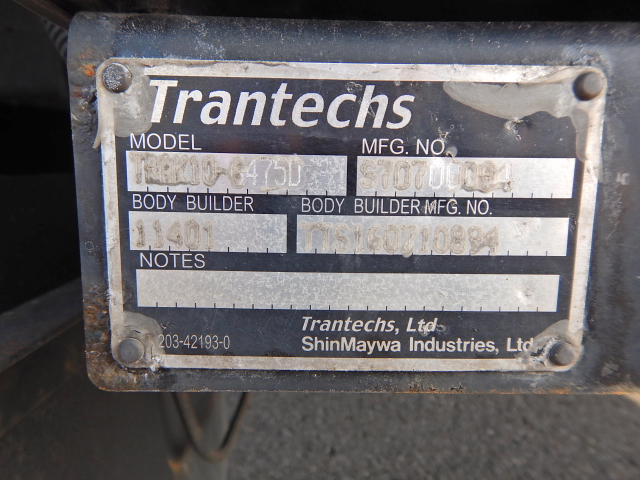 Trantechs
MODEL MFG. NO.
BODY BUILDER BODY BUILDER MFG. NO.
11401
NOTES
203-42193-0 Trantechs, Ltd.
ShinMaywa Industries, Ltd.